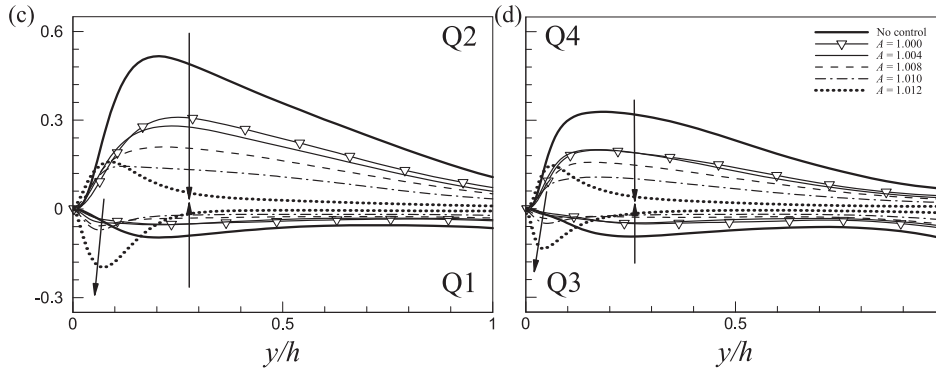 (c)
0.6
0.3
0
-0.3
Q2
Q1
0
0.5
1
y/h
(d)
Q4
Q3
No control
A = 1.000
A = 1.004
A = 1.008
A = 1.010
A = 1.012
0
0.5
y/h